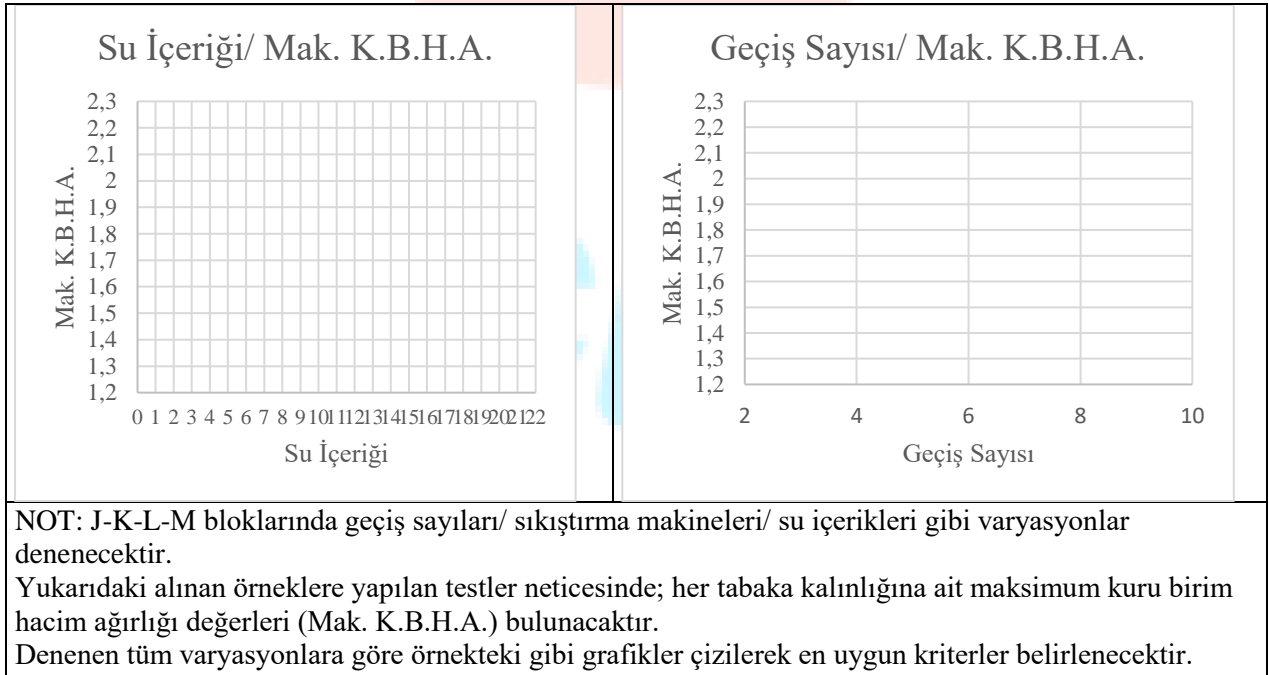 Su İçeriği/ Mak. K.B.H.A.
Mak. K.B.H.A.
2,3
2,2
2,1
2
1,9
1,8
1,7
1,6
1,5
1,4
1,3
1,2
0 1 2 3 4 5 6 7 8 9 10 11 12 13 14 15 16 17 18 19 20 21 22
Su İçeriği
Geçiş Sayısı/ Mak. K.B.H.A.
Mak. K.B.H.A.
2,3
2,2
2,1
2
1,9
1,8
1,7
1,6
1,5
1,4
1,3
1,2
2 4 6 8 10
Geçiş Sayısı
NOT: J-K-L-M bloklarında geçiş sayıları/ sıkıştırma makineleri/ su içerikleri gibi varyasyonlar
denenecektir.
Yukarıdaki alınan örneklere yapılan testler neticesinde; her tabaka kalınlığına ait maksimum kuru birim
hacim ağırlığı değerleri (Mak. K.B.H.A.) bulunacaktır.
Denenen tüm varyasyonlara göre örnekteki gibi grafikler çizilerek en uygun kriterler belirlenecektir.